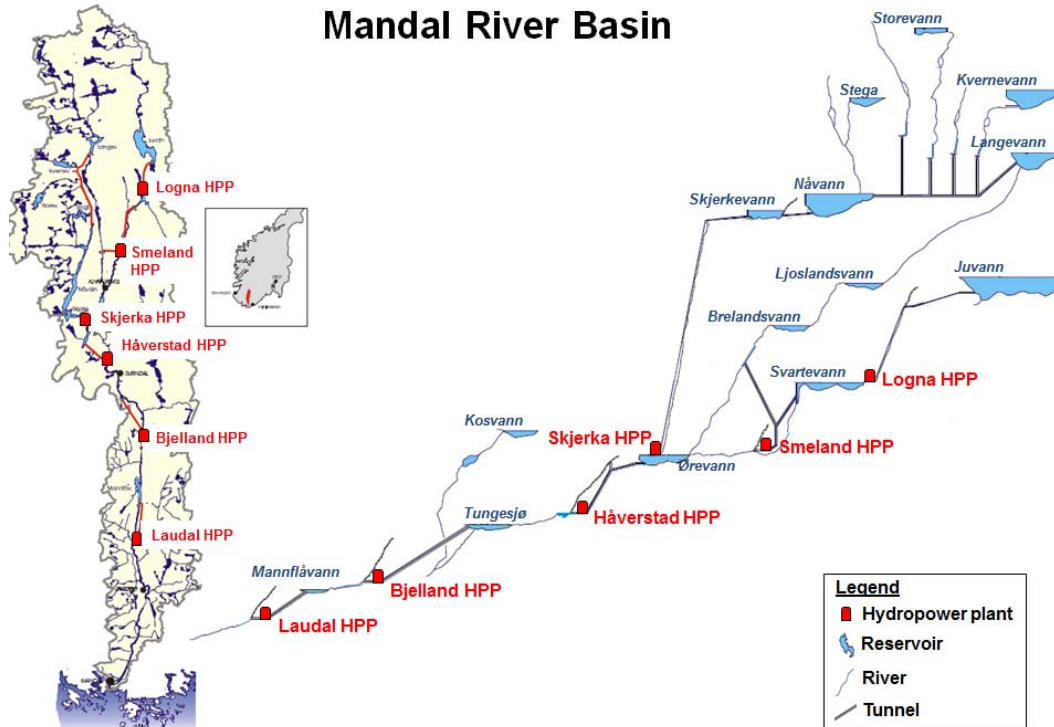 Mandal River Basin
Storevann
Kvernevann
Stega
Langevann
Nåvann
Skjerkevann
Ljoslandsvann
Juvann
Brelandsvann
Svartevann
Logna HPP
Kosvann
Skjerka HPP
Smeland HPP
Ørevann
Håverstad HPP
Tungesjø
Mannflåvann
Bjelland HPP
Laudal HPP
Logna HPP
Smeland
HPP
Skjerka HPP
Håverstad HPP
Bjelland HPP
Laudal HPP
Legend
Hydropower plant
Reservoir
River
Tunnel